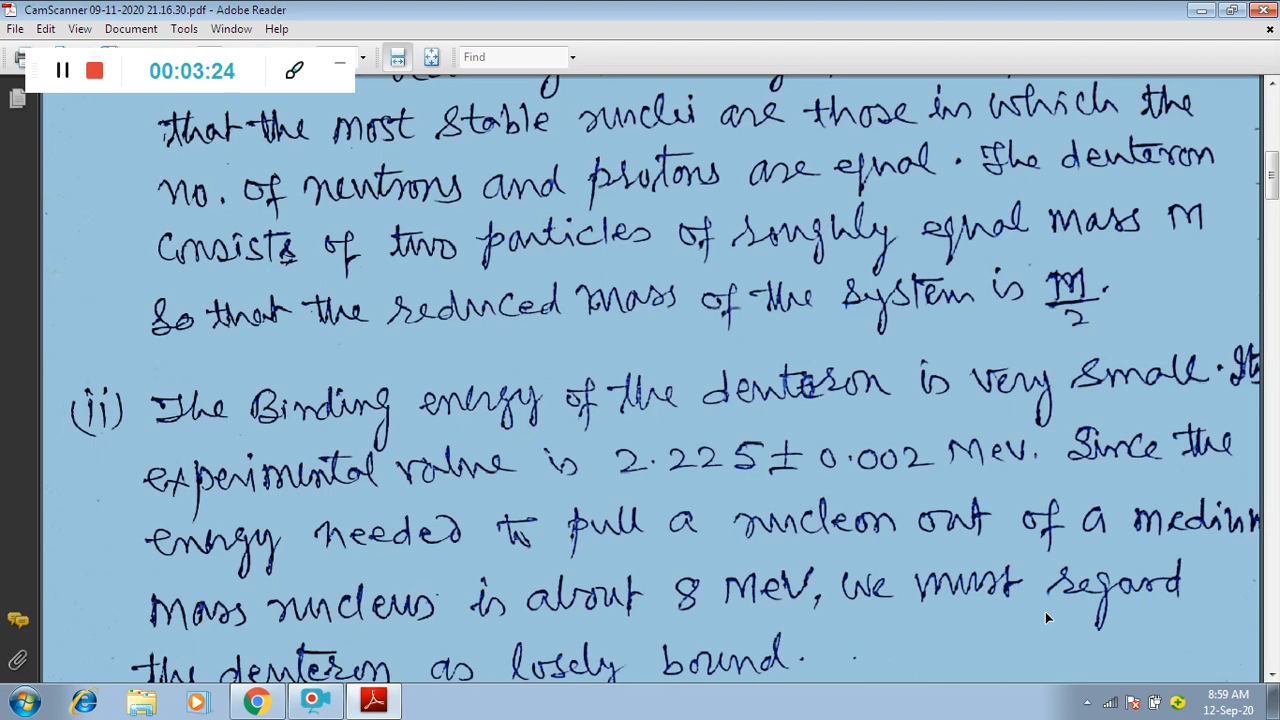 CamScanner 09-11-2020 21.16.30.pdf - Adobe Reader
File Edit View Document Tools Window Help
00:03:24
Find
that the most stable nuclei are those in which the
no. of neutrons and protons are equal. The deuteron
consists of two particles of roughly equal mass M
So that the reduced mass of the system is M/2.
(ii) The Binding energy of the deuteron is very small. Its
experimental value is 2.225 ± 0.002 Mev. Since the
energy needed to pull a nucleon out of a medium
mass nucleus is about 8 MeV, we must regard
the deuteron as losely bound.
8:59 AM
12-Sep-20